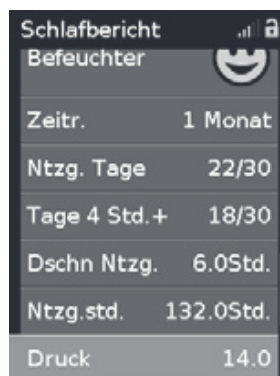 Schlafbericht
Befeuchter
Zeitr. 1 Monat
Ntzg. Tage 22/30
Tage 4 Std.+ 18/30
Dschn Ntzg. 6.0Std.
Ntzg.std. 132.0Std.
Druck 14.0